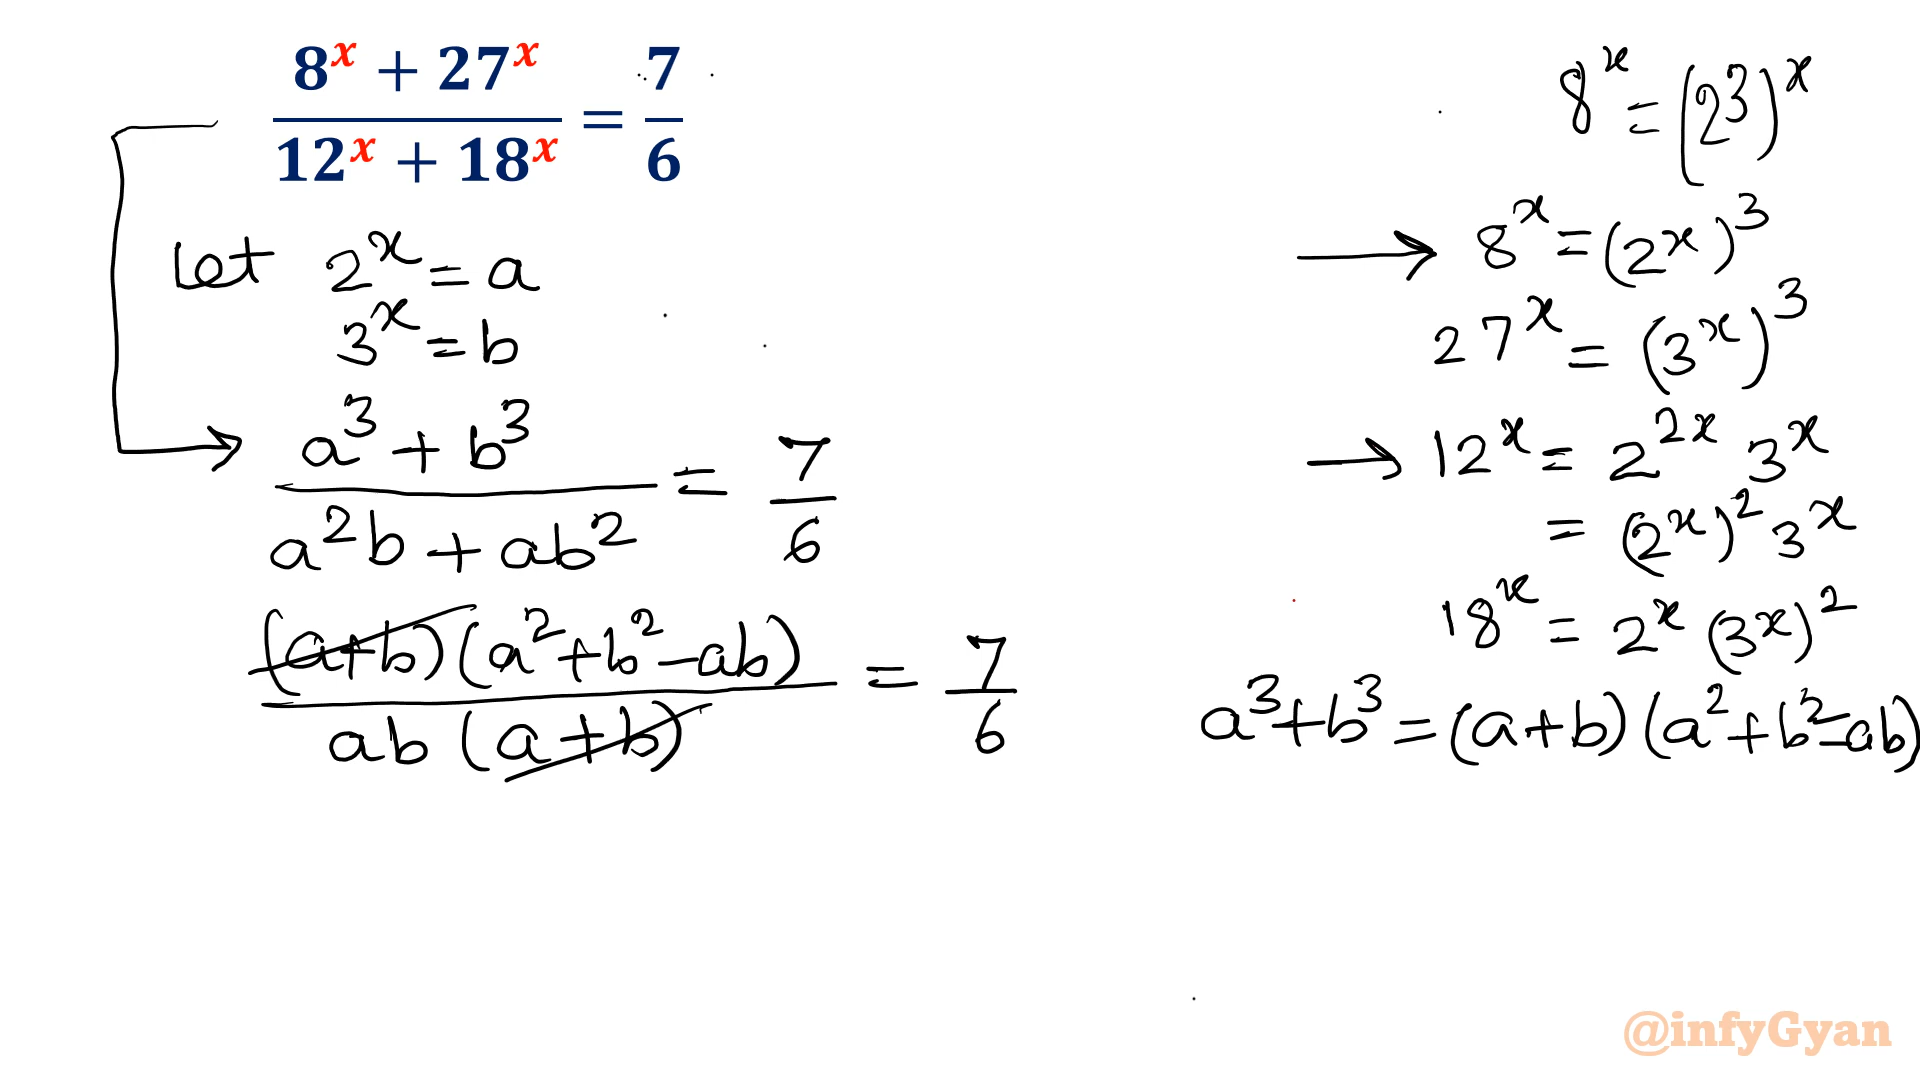 8^x + 27^x / 12^x + 18^x = 7/6
let 2^x = a
3^x = b
a^3 + b^3 / a^2b + ab^2 = 7/6
(a+b)(a^2+b^2-ab) / ab(a+b) = 7/6
8^x = (2^3)^x
→ 8^x = (2^x)^3
27^x = (3^x)^3
→ 12^x = 2^2x 3^x
= (2^x)^2 3^x
18^x = 2^x (3^x)^2
a^3+b^3 = (a+b)(a^2+b^2-ab)
@infyGyan